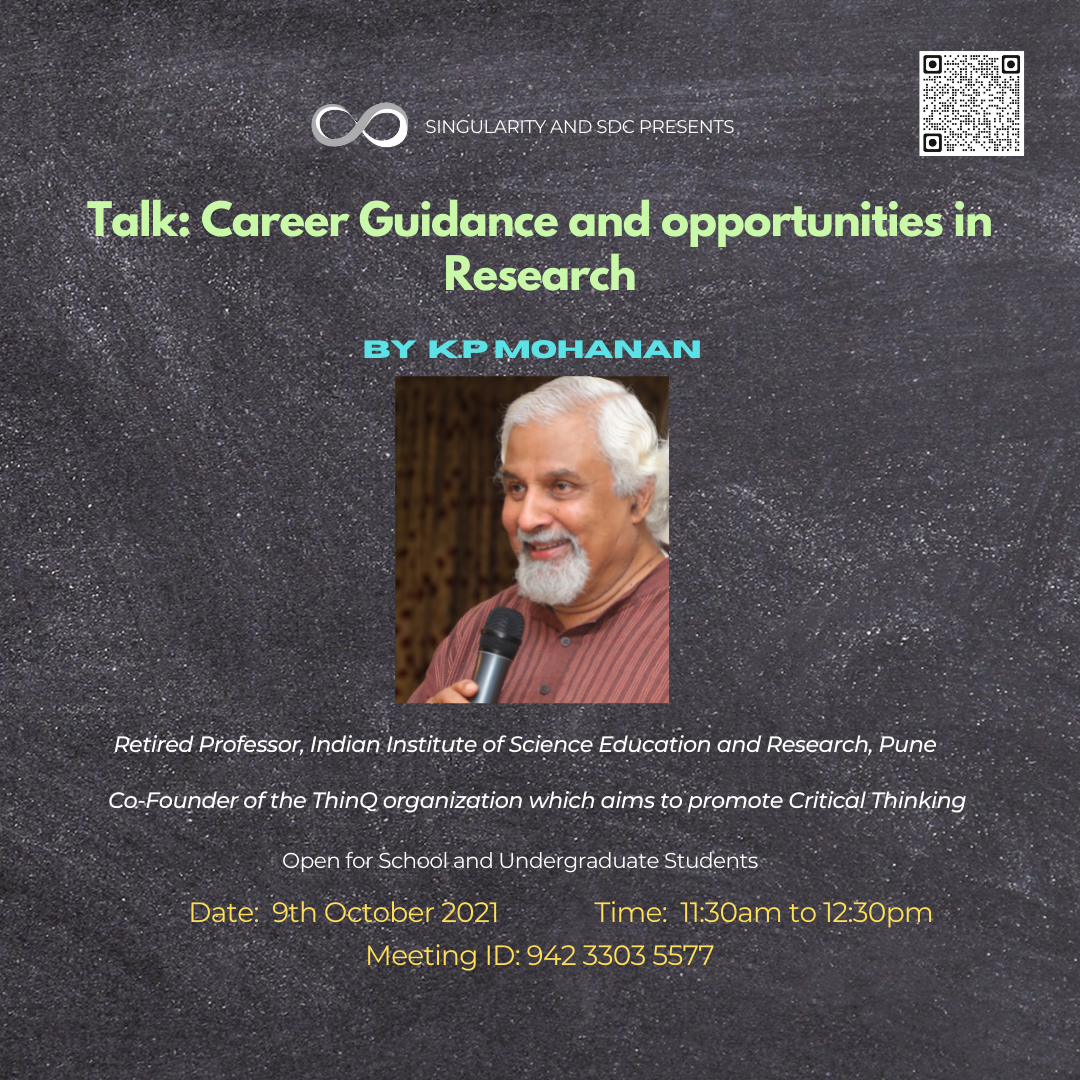 SINGULARITY AND SDC PRESENTS
Talk: Career Guidance and opportunities in
Research
BY K.P MOHANAN
Retired Professor, Indian Institute of Science Education and Research, Pune
Co-Founder of the ThinQ organization which aims to promote Critical Thinking
Open for School and Undergraduate Students
Date: 9th October 2021 Time: 11:30am to 12:30pm
Meeting ID: 942 3303 5577